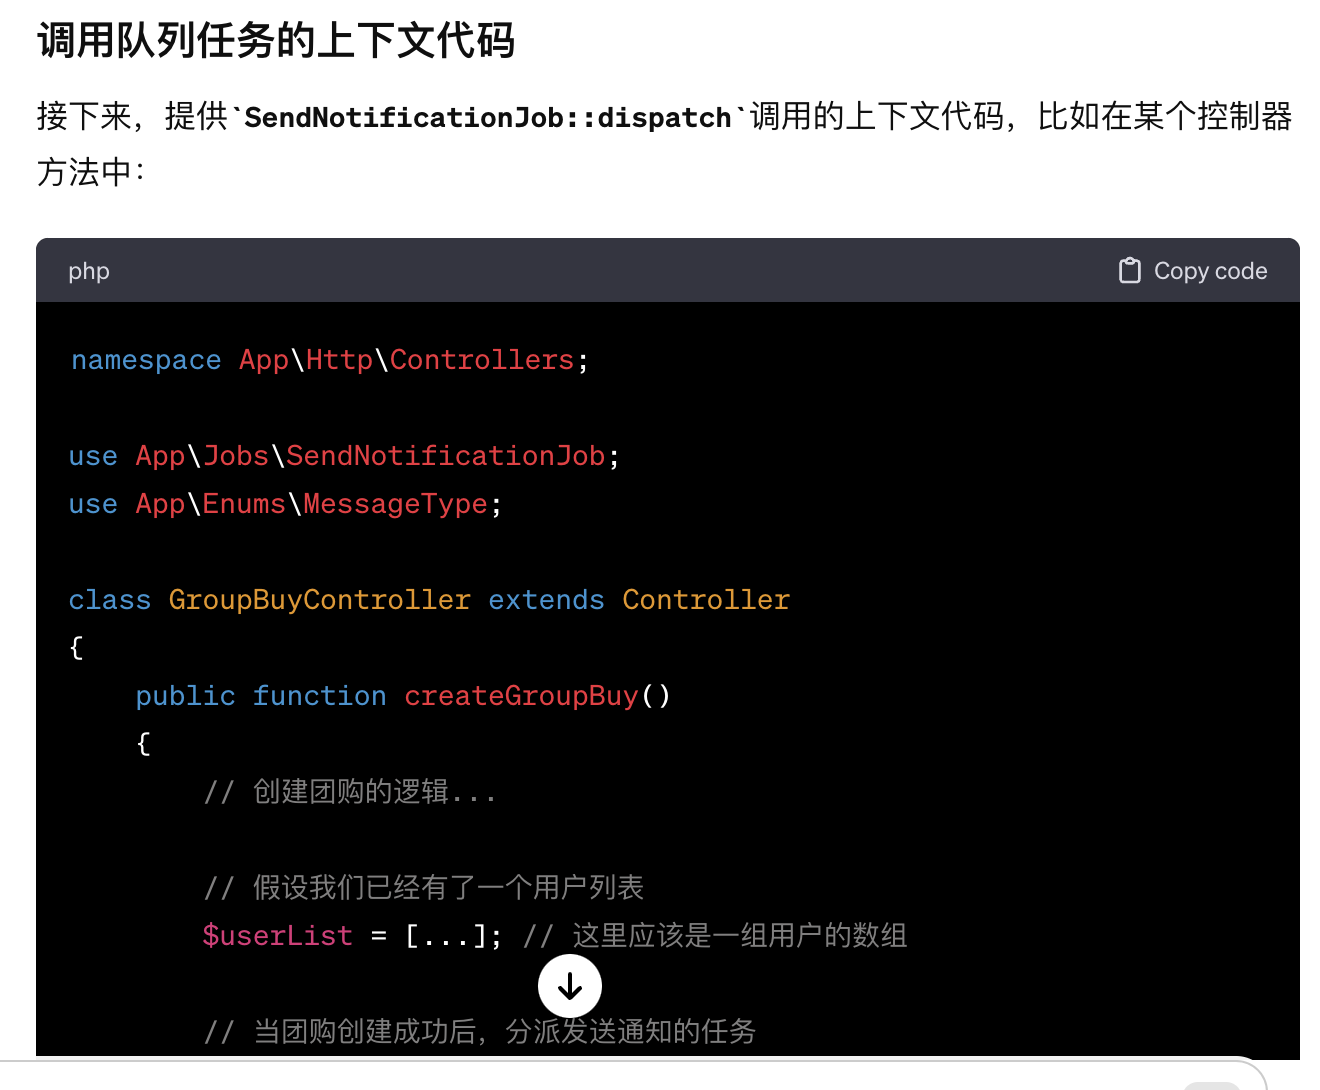 调用队列任务的上下文代码
接下来，提供`SendNotificationJob::dispatch`调用的上下文代码，比如在某个控制器
方法中：
php
Copy code
namespace App\Http\Controllers;
use App\Jobs\SendNotificationJob;
use App\Enums\MessageType;
class GroupBuyController extends Controller
{
public function createGroupBuy()
{
// 创建团购的逻辑...
// 假设我们已经有了一个用户列表
$userList = [...]; // 这里应该是一组用户的数组
// 当团购创建成功后，分派发送通知的任务